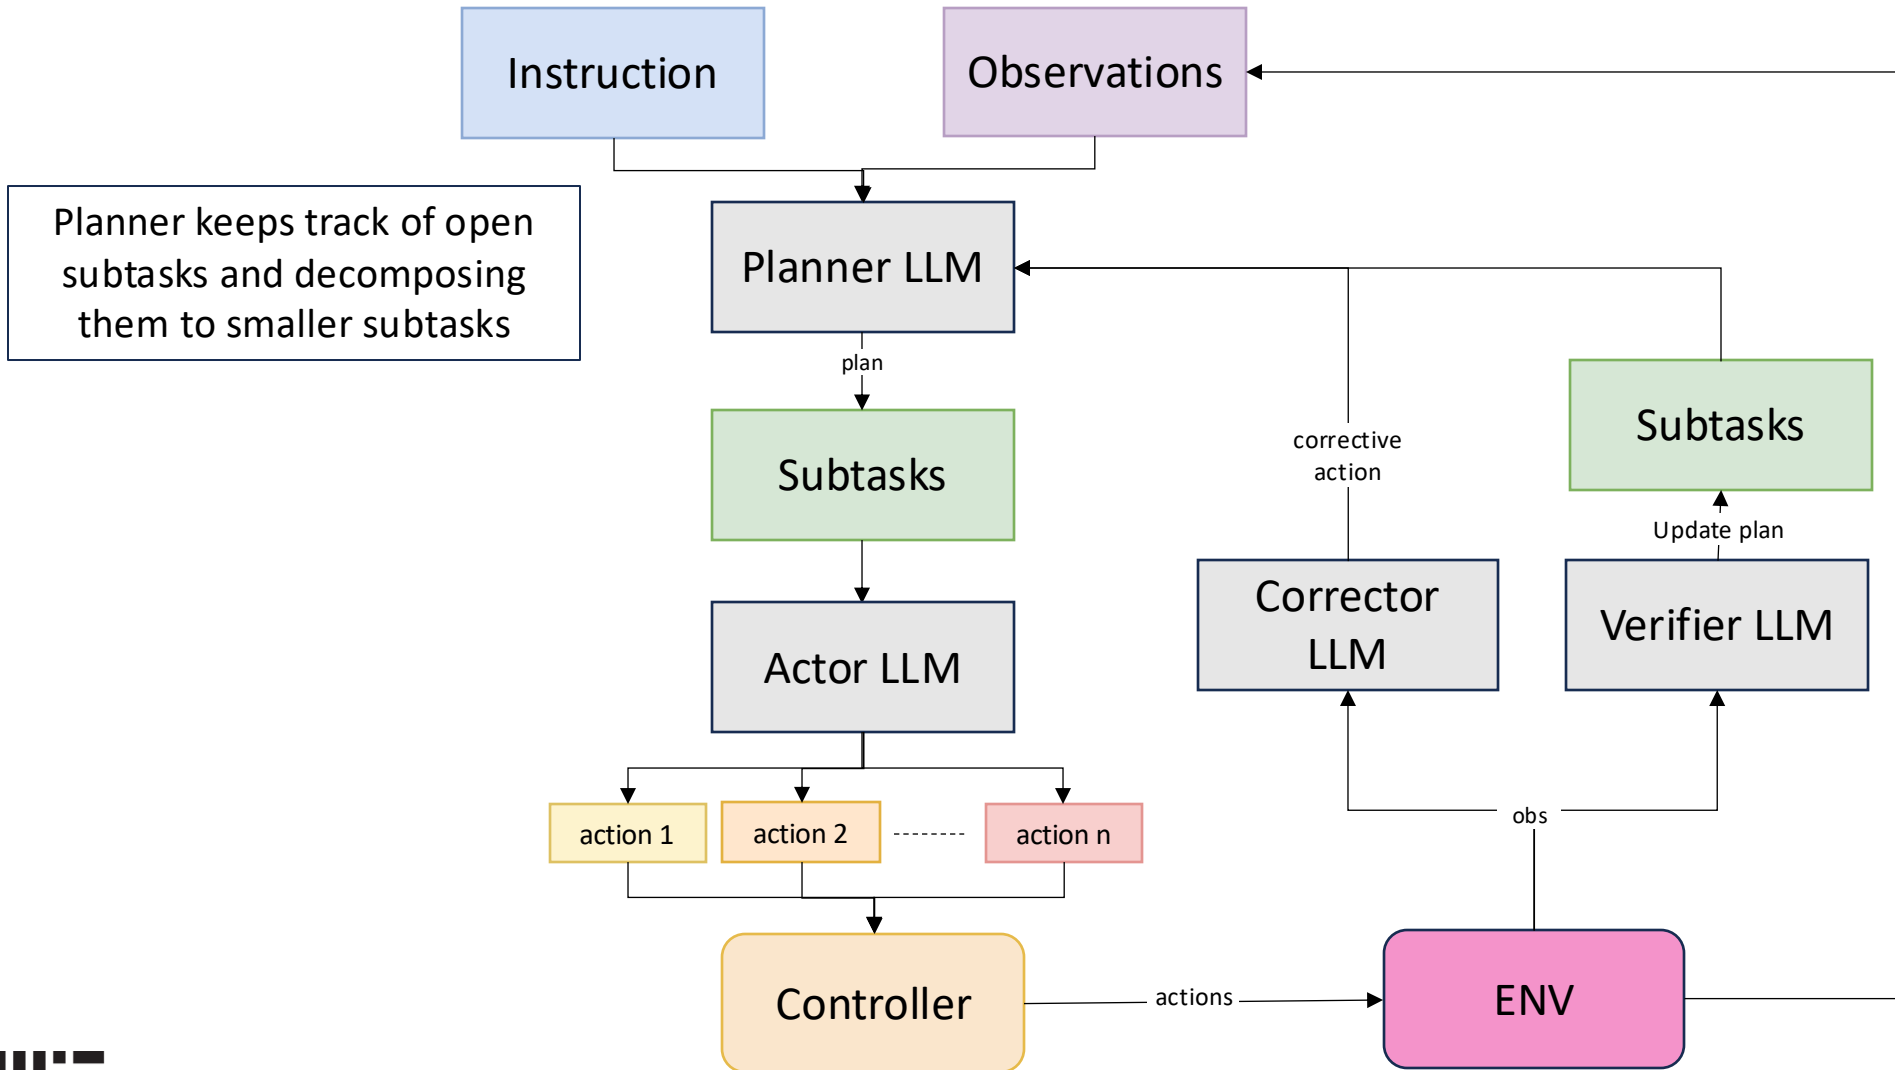 Instruction
Observations
Planner keeps track of open
subtasks and decomposing
them to smaller subtasks
Planner LLM
plan
Subtasks
corrective
action
Subtasks
Update plan
Corrector
LLM
Verifier LLM
Actor LLM
action 1
action 2
action n
obs
Controller
actions
ENV